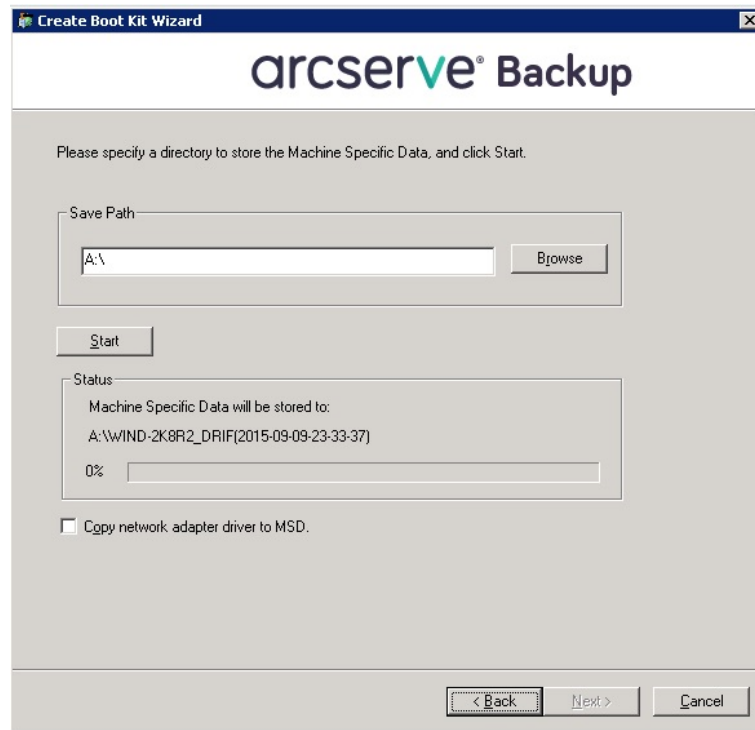 Create Boot Kit Wizard
arcserve® Backup
Please specify a directory to store the Machine Specific Data, and click Start.
Save Path
A:\
Browse
Start
Status
Machine Specific Data will be stored to:
A:\WIND-2K8R2_DRIF(2015-09-09-23-33-37)
0%
Copy network adapter driver to MSD.
< Back Next > Cancel